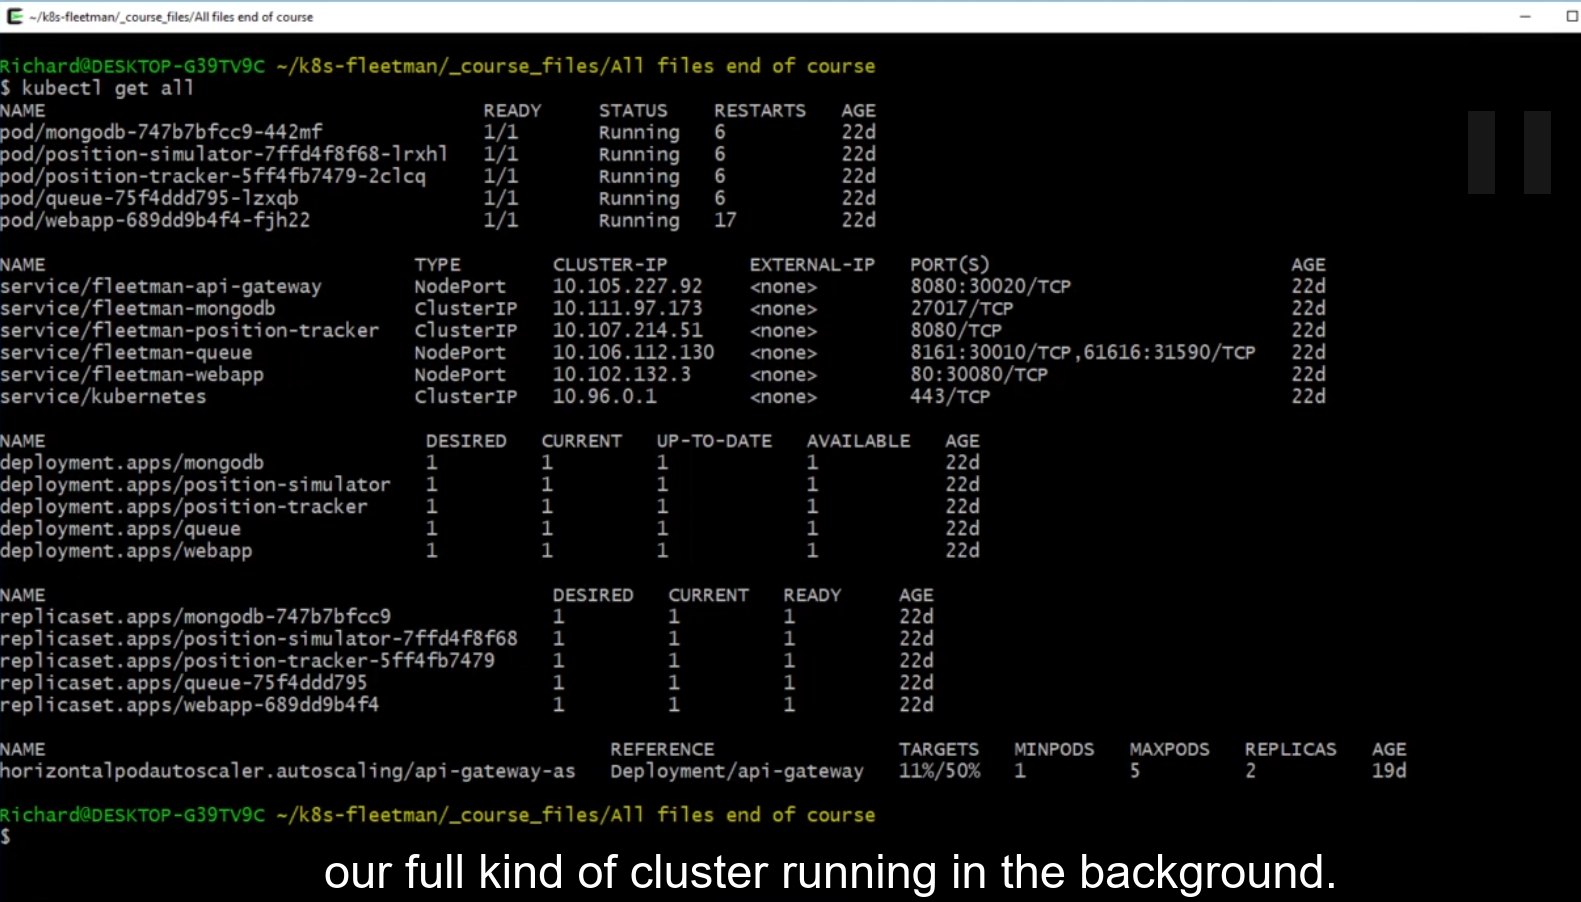 ~/k8s-fleetman/_course_files/All files end of course
Richard@DESKTOP-G39TV9C ~/k8s-fleetman/_course_files/All files end of course
$ kubectl get all
NAME READY STATUS RESTARTS AGE
pod/mongodb-747b7bfcc9-442mf 1/1 Running 6 22d
pod/position-simulator-7ffd4f8f68-lrxhl 1/1 Running 6 22d
pod/position-tracker-5ff4fb7479-2clcq 1/1 Running 6 22d
pod/queue-75f4ddd795-lzxqb 1/1 Running 6 22d
pod/webapp-689dd9b4f4-fjh22 1/1 Running 17 22d
NAME TYPE CLUSTER-IP EXTERNAL-IP PORT(S) AGE
service/fleetman-api-gateway NodePort 10.105.227.92 <none> 8080:30020/TCP 22d
service/fleetman-mongodb ClusterIP 10.111.97.173 <none> 27017/TCP 22d
service/fleetman-position-tracker ClusterIP 10.107.214.51 <none> 8080/TCP 22d
service/fleetman-queue NodePort 10.106.112.130 <none> 8161:30010/TCP,61616:31590/TCP 22d
service/fleetman-webapp NodePort 10.102.132.3 <none> 80:30080/TCP 22d
service/kubernetes ClusterIP 10.96.0.1 <none> 443/TCP 22d
NAME DESIRED CURRENT UP-TO-DATE AVAILABLE AGE
deployment.apps/mongodb 1 1 1 1 22d
deployment.apps/position-simulator 1 1 1 1 22d
deployment.apps/position-tracker 1 1 1 1 22d
deployment.apps/queue 1 1 1 1 22d
deployment.apps/webapp 1 1 1 1 22d
NAME DESIRED CURRENT READY AGE
replicaset.apps/mongodb-747b7bfcc9 1 1 1 22d
replicaset.apps/position-simulator-7ffd4f8f68 1 1 1 22d
replicaset.apps/position-tracker-5ff4fb7479 1 1 1 22d
replicaset.apps/queue-75f4ddd795 1 1 1 22d
replicaset.apps/webapp-689dd9b4f4 1 1 1 22d
NAME REFERENCE TARGETS MINPODS MAXPODS REPLICAS AGE
horizontalpodautoscaler.autoscaling/api-gateway-as Deployment/api-gateway 11%/50% 1 5 2 19d
Richard@DESKTOP-G39TV9C ~/k8s-fleetman/_course_files/All files end of course
$
our full kind of cluster running in the background.